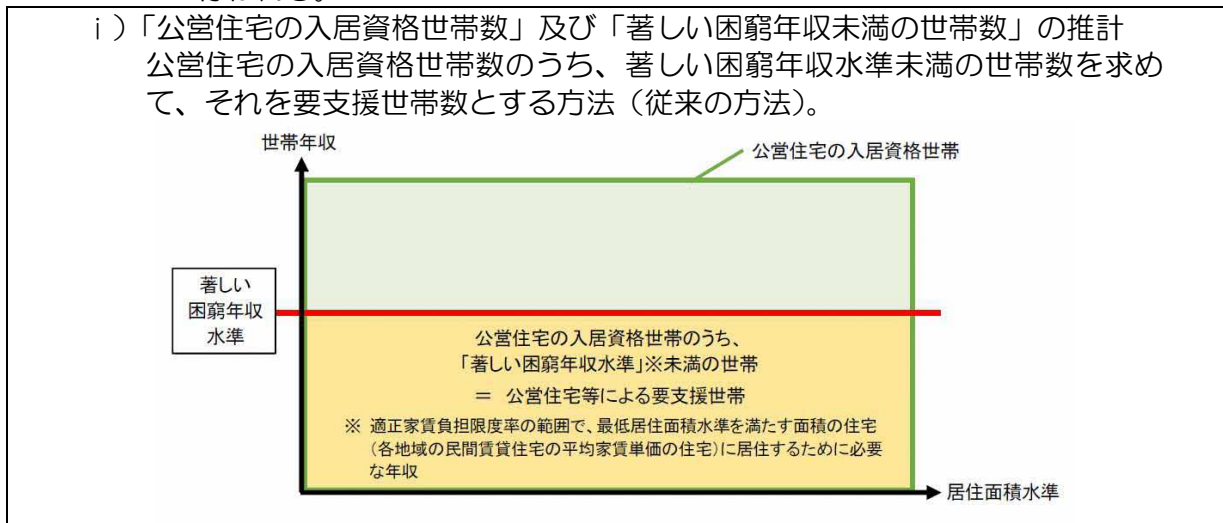 ⅰ）「公営住宅の入居資格世帯数」及び「著しい困窮年収未満の世帯数」の推計
公営住宅の入居資格世帯数のうち、著しい困窮年収水準未満の世帯数を求め
て、それを要支援世帯数とする方法（従来の方法）。
世帯年収
公営住宅の入居資格世帯
著しい
困窮年収
水準
公営住宅の入居資格世帯のうち、
「著しい困窮年収水準」※未満の世帯
＝ 公営住宅等による要支援世帯
※ 適正家賃負担限度率の範囲で、最低居住面積水準を満たす面積の住宅
（各地域の民間賃貸住宅の平均家賃単価の住宅）に居住するために必要
な年収
居住面積水準